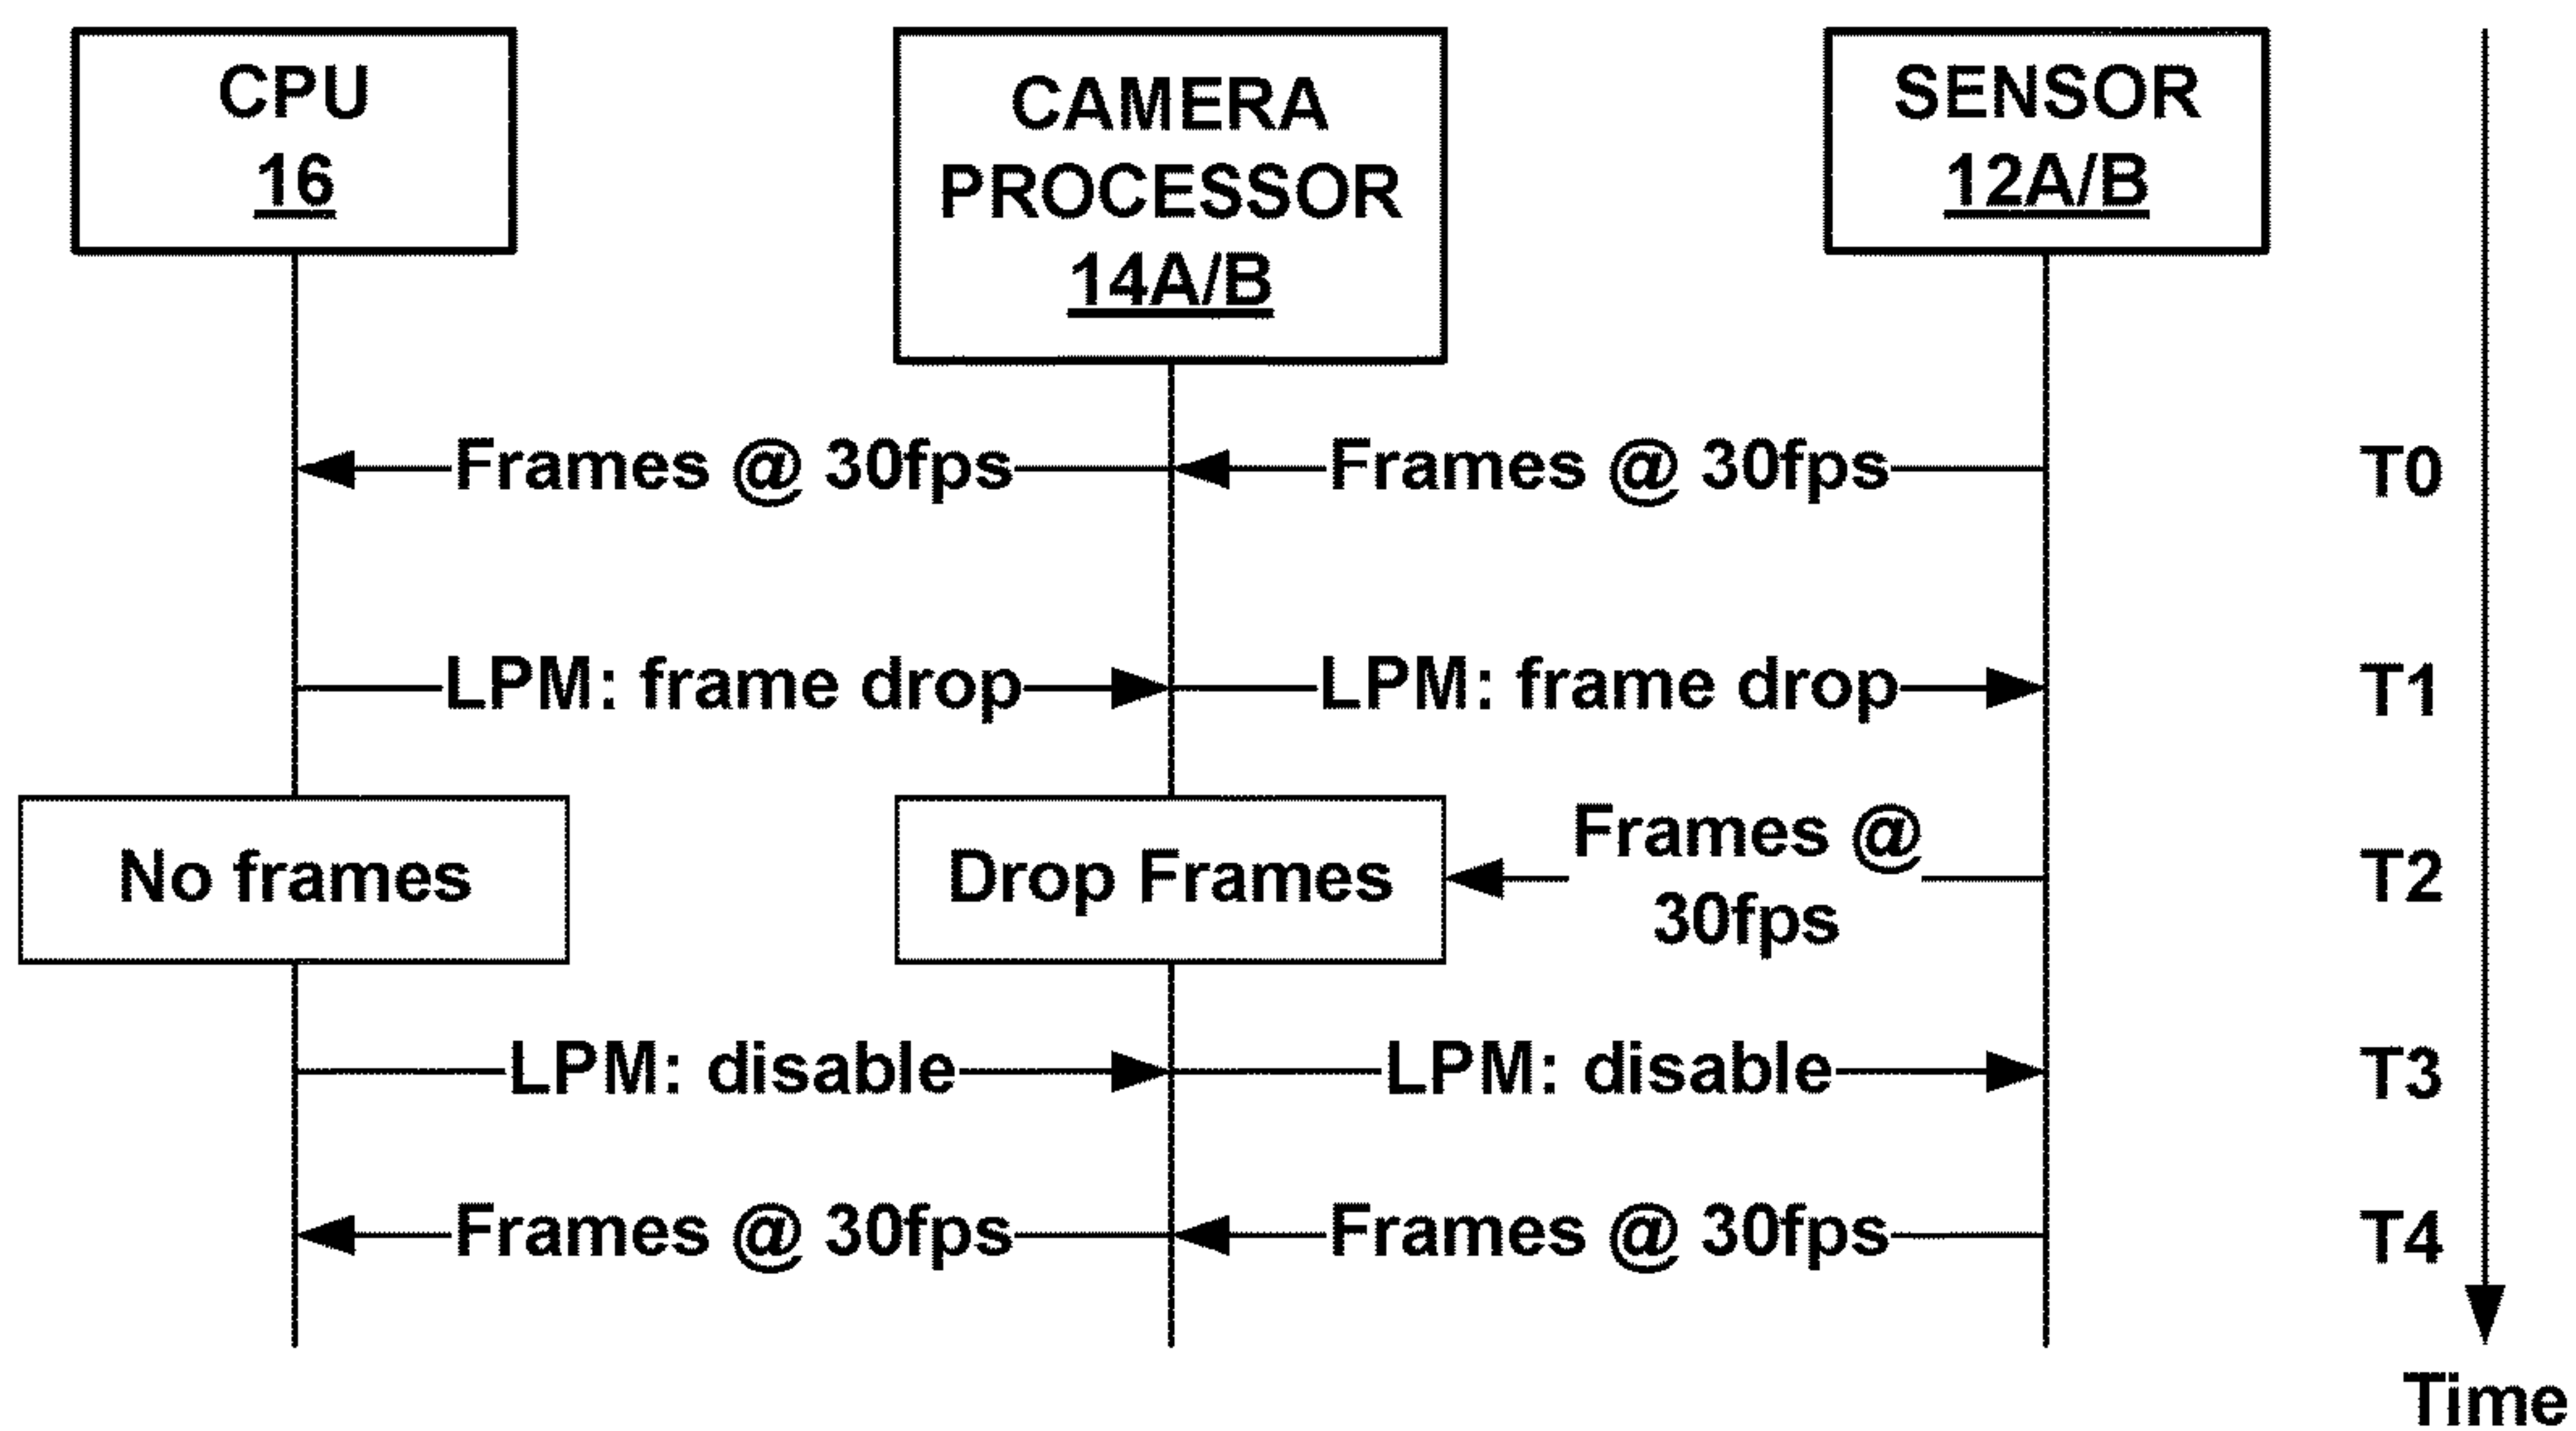 CPU
16
CAMERA
PROCESSOR
14A/B
SENSOR
12A/B
Frames @ 30fps
Frames @ 30fps
T0
LPM: frame drop
LPM: frame drop
T1
No frames
Drop Frames
Frames @
30fps
T2
LPM: disable
LPM: disable
T3
Frames @ 30fps
Frames @ 30fps
T4
Time